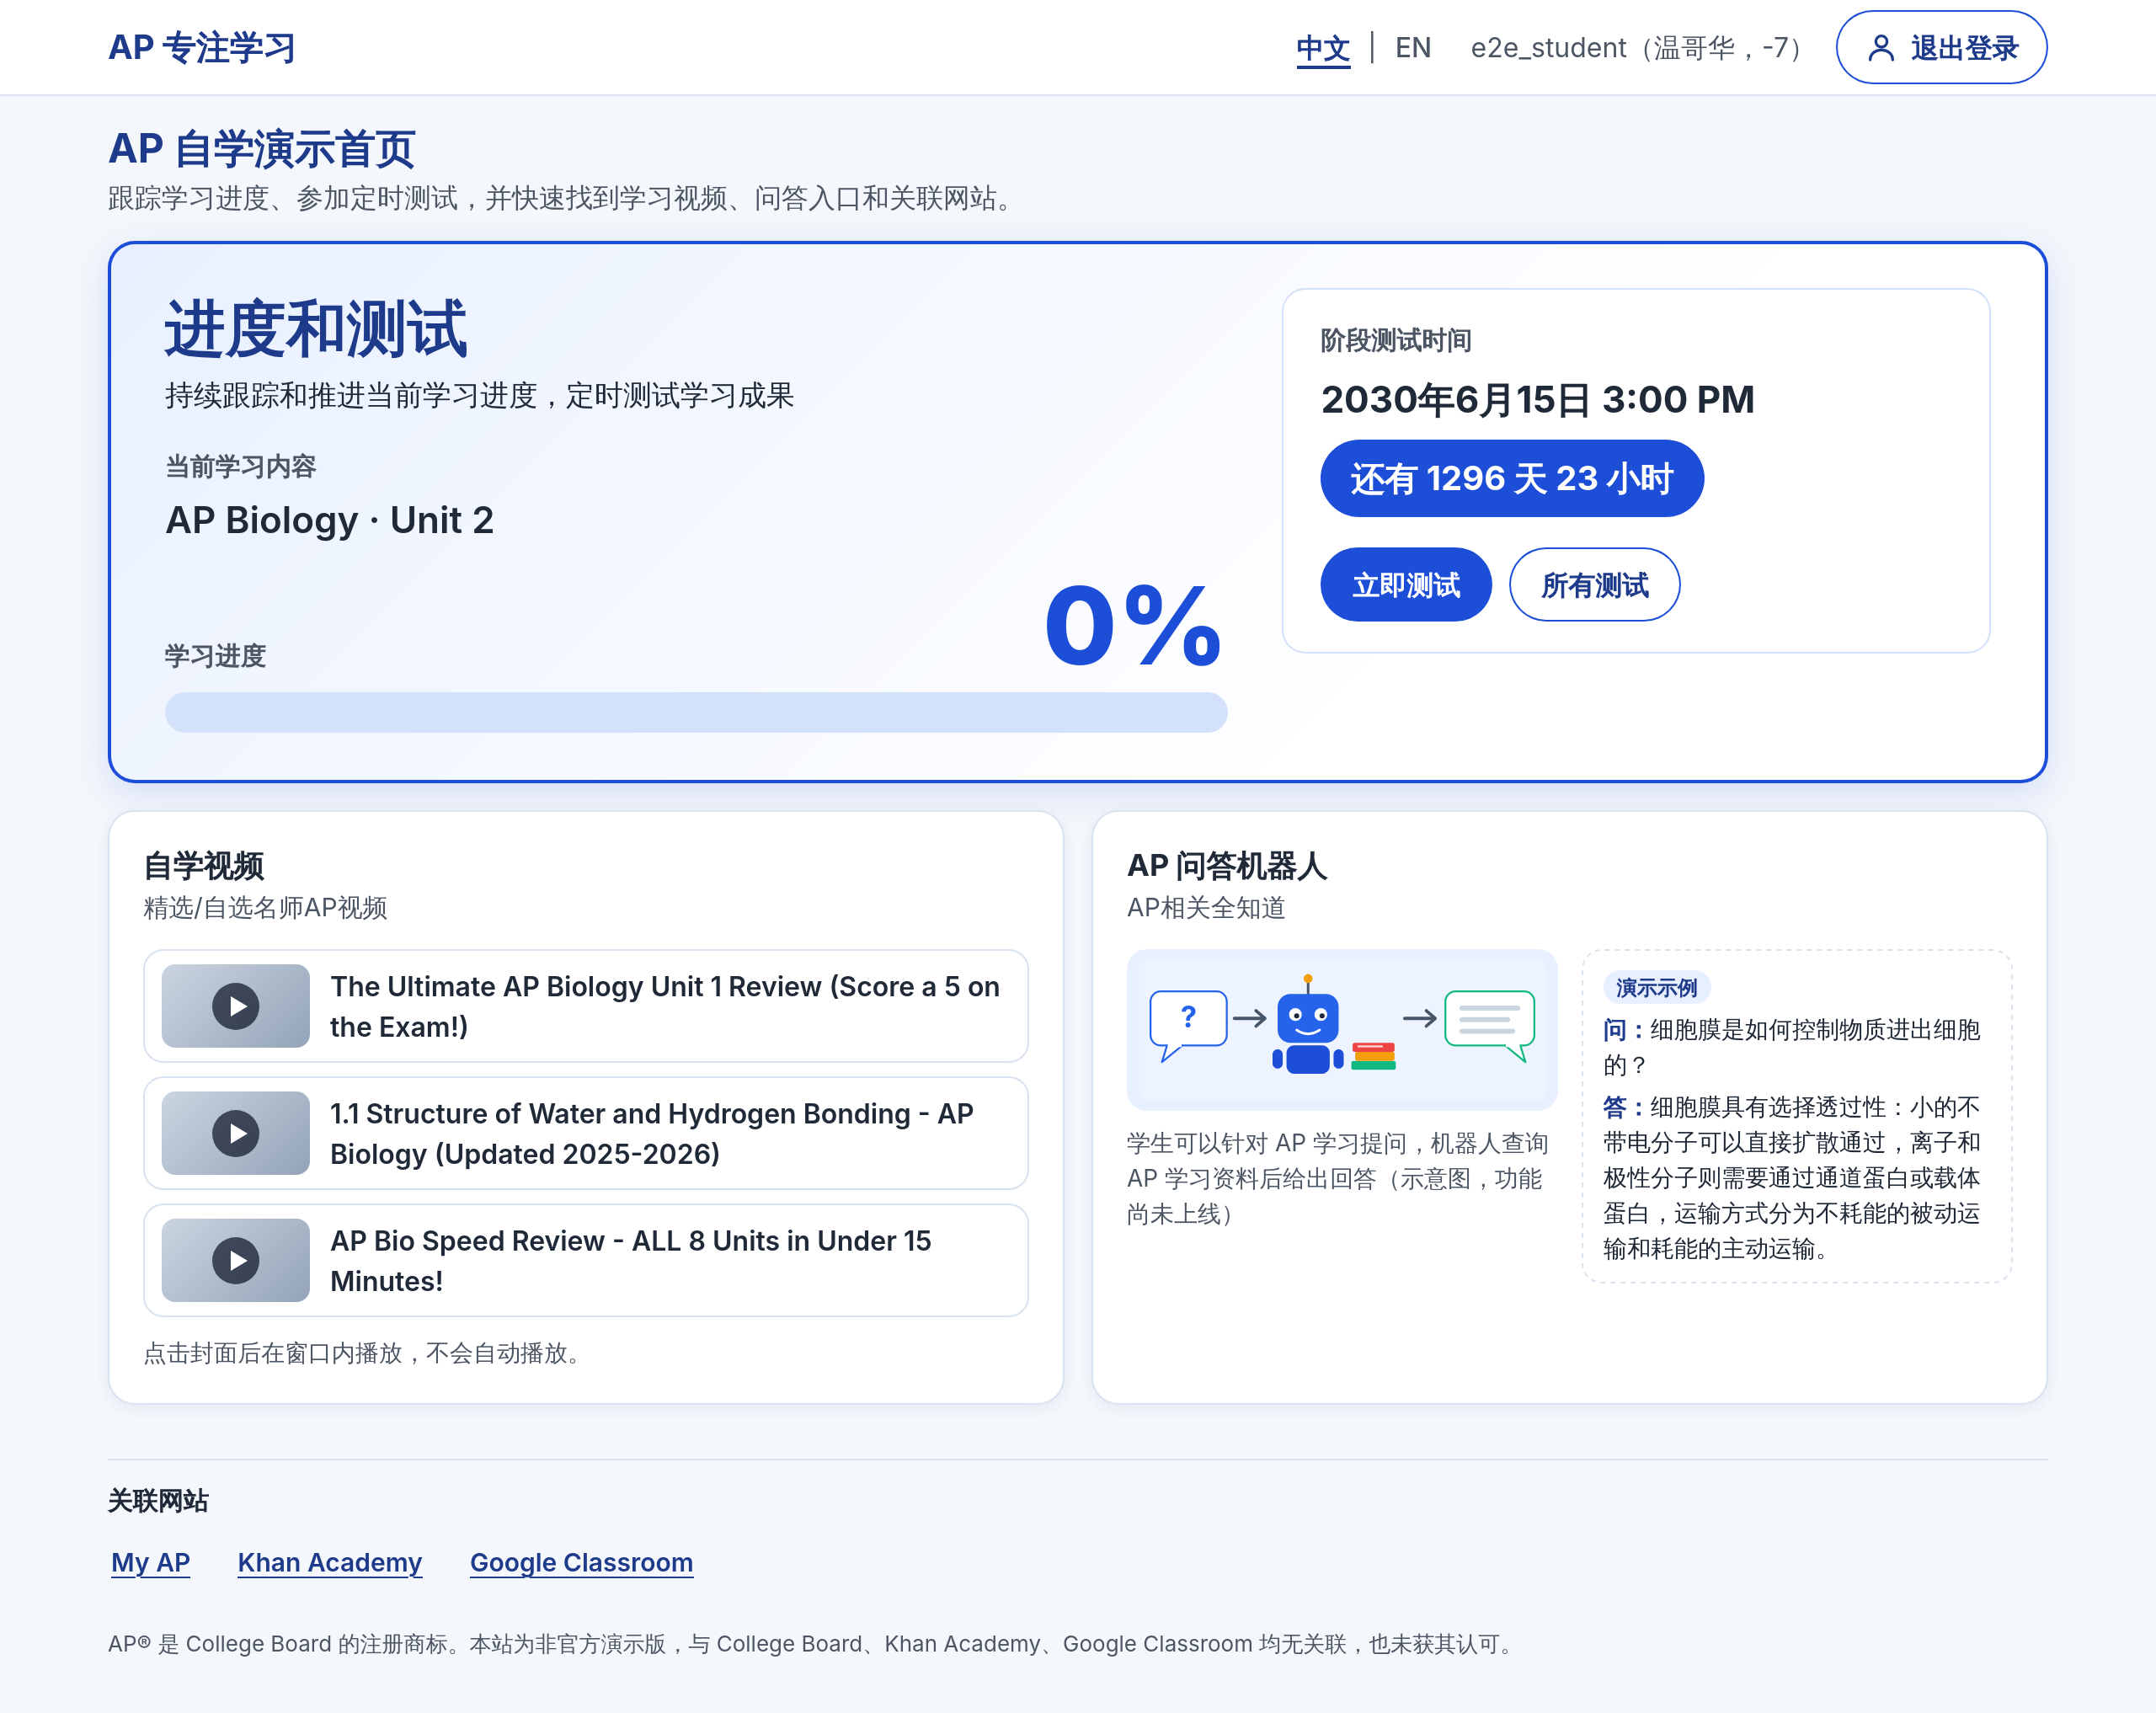 AP 专注学习
中文 | EN e2e_student（温哥华，-7） 退出登录
AP 自学演示首页
跟踪学习进度、参加定时测试，并快速找到学习视频、问答入口和关联网站。
进度和测试
持续跟踪和推进当前学习进度，定时测试学习成果
当前学习内容
AP Biology · Unit 2
学习进度
0%
阶段测试时间
2030年6月15日 3:00 PM
还有 1296 天 23 小时
立即测试 所有测试
自学视频
精选/自选名师AP视频
The Ultimate AP Biology Unit 1 Review (Score a 5 on
the Exam!)
1.1 Structure of Water and Hydrogen Bonding - AP
Biology (Updated 2025-2026)
AP Bio Speed Review - ALL 8 Units in Under 15
Minutes!
点击封面后在窗口内播放，不会自动播放。
AP 问答机器人
AP相关全知道
?
学生可以针对 AP 学习提问，机器人查询
AP 学习资料后给出回答（示意图，功能
尚未上线）
演示示例
问：细胞膜是如何控制物质进出细胞
的？
答：细胞膜具有选择透过性：小的不
带电分子可以直接扩散通过，离子和
极性分子则需要通过通道蛋白或载体
蛋白，运输方式分为不耗能的被动运
输和耗能的主动运输。
关联网站
My AP Khan Academy Google Classroom
AP® 是 College Board 的注册商标。本站为非官方演示版，与 College Board、Khan Academy、Google Classroom 均无关联，也未获其认可。